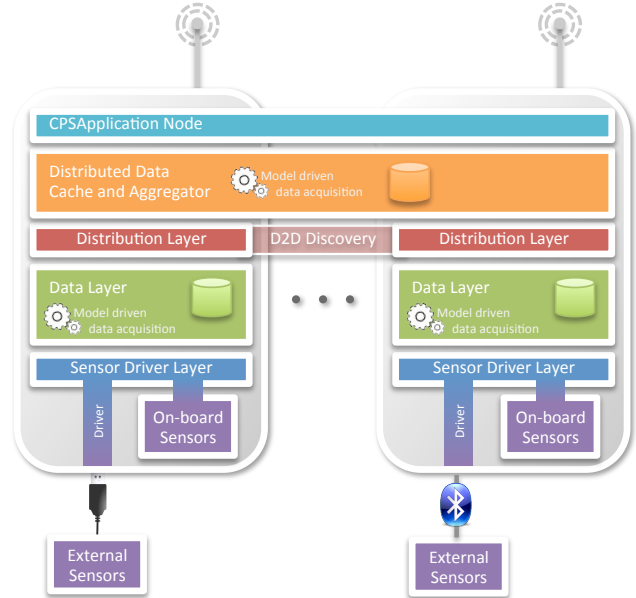 CPSApplication Node
Distributed Data
Cache and Aggregator
Model driven
data acquisition
Distribution Layer
D2D Discovery
Distribution Layer
Data Layer
Model driven
data acquisition
Data Layer
Model driven
data acquisition
Sensor Driver Layer
Sensor Driver Layer
Driver
On-board
Sensors
Driver
On-board
Sensors
External
Sensors
External
Sensors